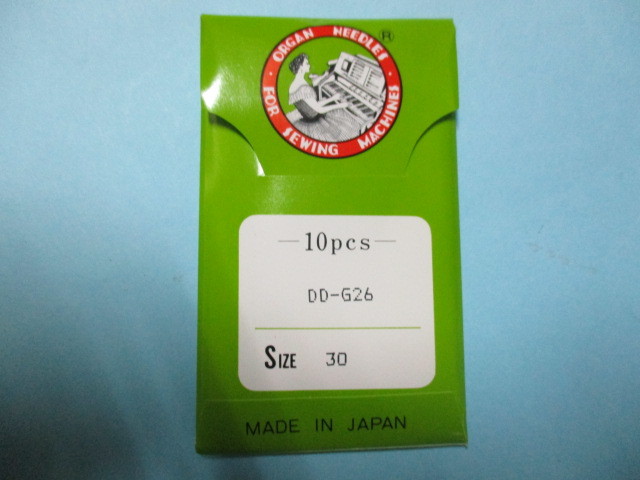 ORGAN NEEDLES
FOR SEWING MACHINES
®
—10pcs—
DD-G26
SIZE 30
MADE IN JAPAN